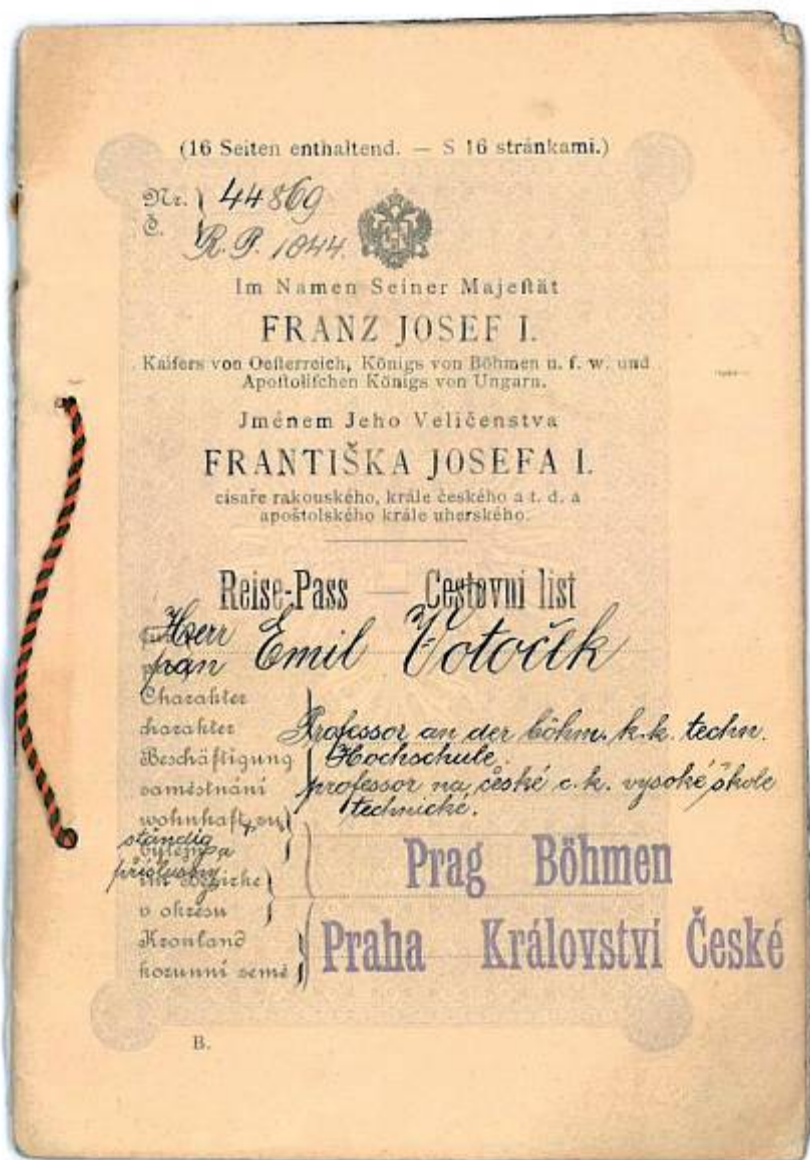 (16 Seiten enthaltend. — S 16 stránkami.)
Nr. } 44869
Č. R. P. 1044.
Im Namen Seiner Majeſtät
FRANZ JOSEF I.
Kaiſers von Oeſterreich, Königs von Böhmen u. ſ. w. und
Apoſtoliſchen Königs von Ungarn.
Jménem Jeho Veličenstva
FRANTIŠKA JOSEFA I.
císaře rakouského, krále českého a t. d. a
apoštolského krále uherského.
Reise-Pass — Cestovní list
Herr
pan Emil Votoček
Charakter
charakter Professor an der böhm. k. k. techn.
Beschäftigung Hochschule.
zaměstnání professor na české c. k. vysoké škole
technické.
wohnhaft zu
ständig
bytem a
příslušný
im Bezirke Prag Böhmen
v okresu
Kronland
korunní země Praha Království České
B.